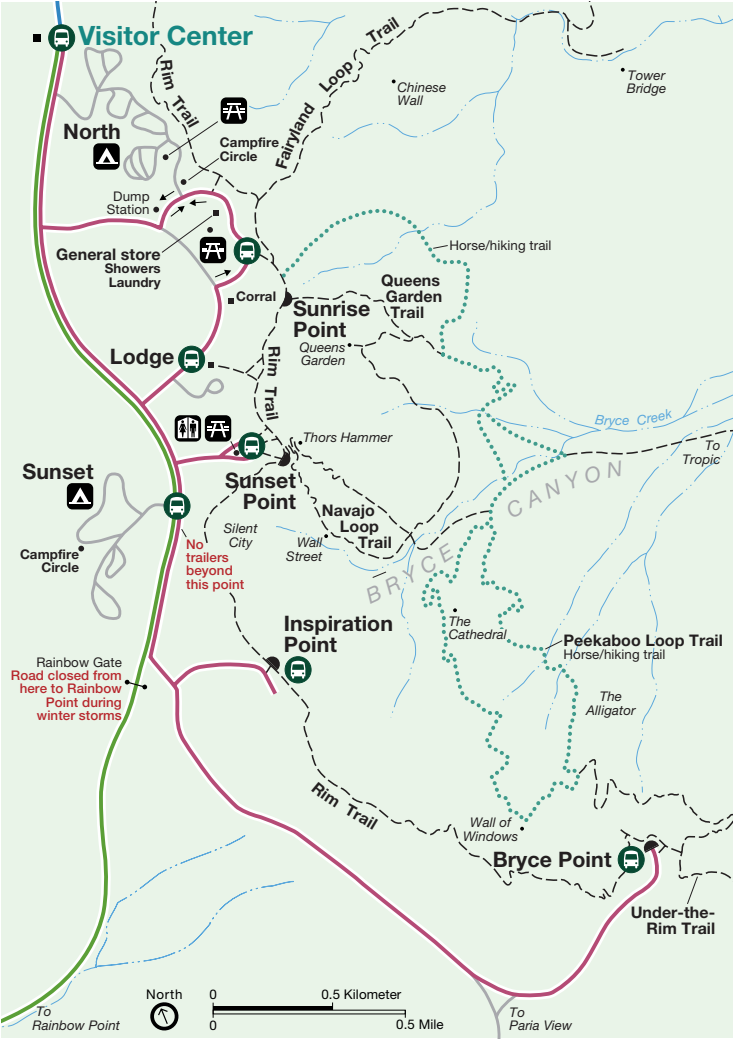 Visitor Center
Rim Trail
Fairyland Loop Trail
Chinese
Wall
Tower
Bridge
North
Campfire
Circle
Dump
Station
General store
Showers
Laundry
Horse/hiking trail
Corral
Sunrise
Point
Queens
Garden
Trail
Queens
Garden
Lodge
Rim Trail
Bryce Creek
To
Tropic
Thors Hammer
Sunset
Point
Sunset
Campfire
Circle
Silent
City
Wall
Street
Navajo
Loop
Trail
BRYCE CANYON
No
trailers
beyond
this point
The
Cathedral
Inspiration
Point
Peekaboo Loop Trail
Horse/hiking trail
Rainbow Gate
Road closed from
here to Rainbow
Point during
winter storms
The
Alligator
Rim Trail
Wall of
Windows
Bryce Point
Under-the-
Rim Trail
North
0 0.5 Kilometer
0 0.5 Mile
To
Rainbow Point
To
Paria View